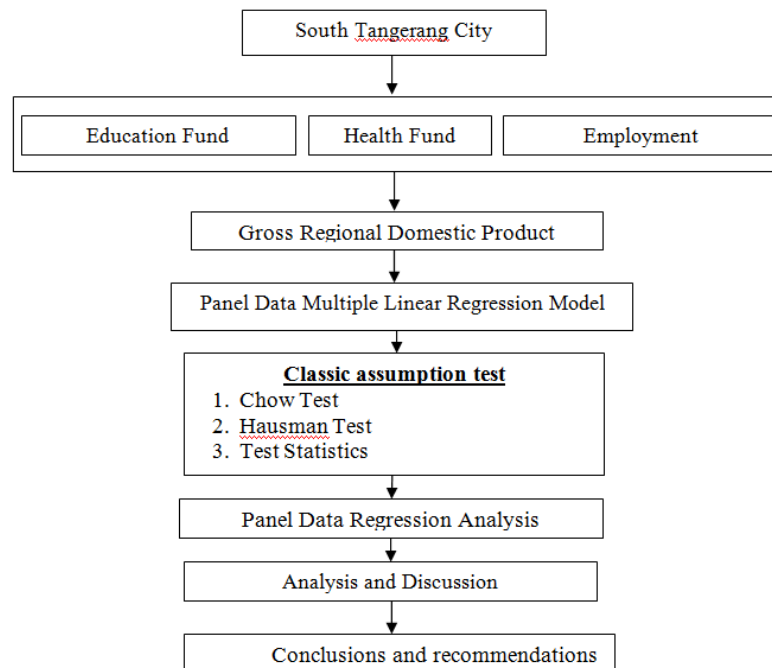 South Tangerang City
Education Fund
Health Fund
Employment
Gross Regional Domestic Product
Panel Data Multiple Linear Regression Model
Classic assumption test
1. Chow Test
2. Hausman Test
3. Test Statistics
Panel Data Regression Analysis
Analysis and Discussion
Conclusions and recommendations